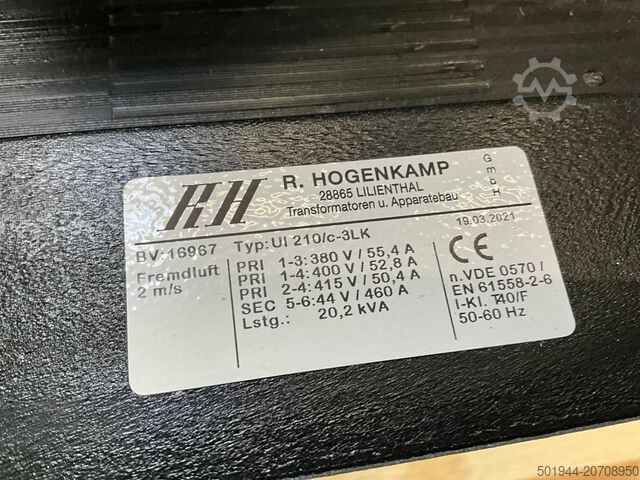 RH
R. HOGENKAMP
GmbH
28865 LILIENTHAL
Transformatoren u. Apparatebau
19.03.2021
BV:16967
Typ:UI 210/c-3LK
Fremdluft
2 m/s
PRI 1-3:380 V / 55,4 A
PRI 1-4:400 V / 52,8 A
PRI 2-4:415 V / 50,4 A
SEC 5-6:44 V / 460 A
Lstg.: 20,2 kVA
CE
n.VDE 0570/
EN 61558-2-6
I-Kl. T40/F
50-60 Hz
501944-20708950